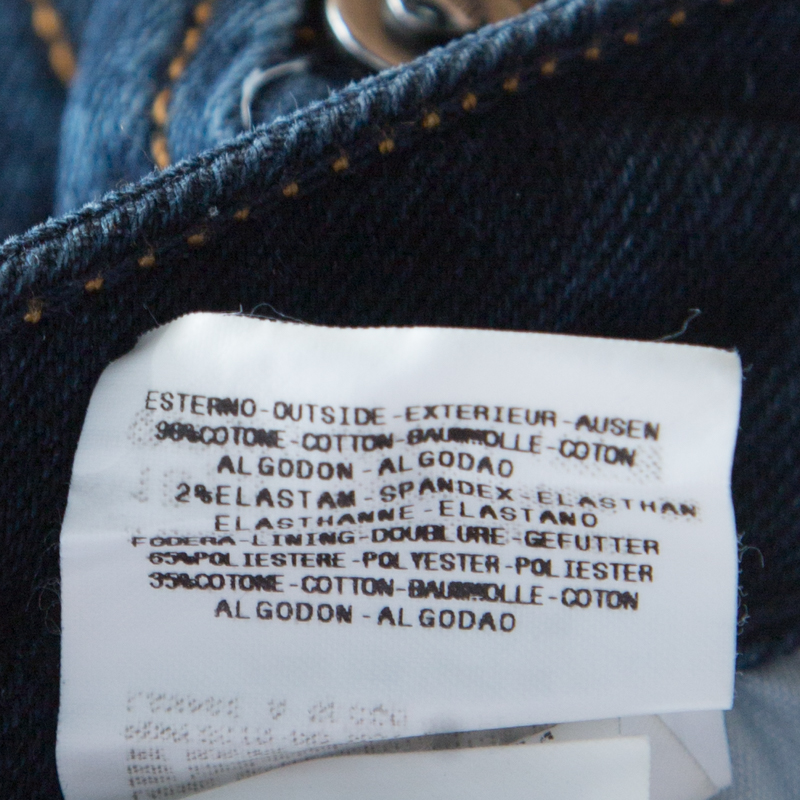 ESTERNO-OUTSIDE-EXTERIEUR-AUSEN
98%COTONE-COTTON-BAUMWOLLE-COTON
ALGODON-ALGODAO
2%ELASTAM-SPANDEX-ELASTHAN
ELASTHANNE-ELASTANO
FODERA-LINING-DOUBLURE-GEFUTTER
65%POLIESTERE-POLYESTER-POLIESTER
35%COTONE-COTTON-BAUMWOLLE-COTON
ALGODON-ALGODAO